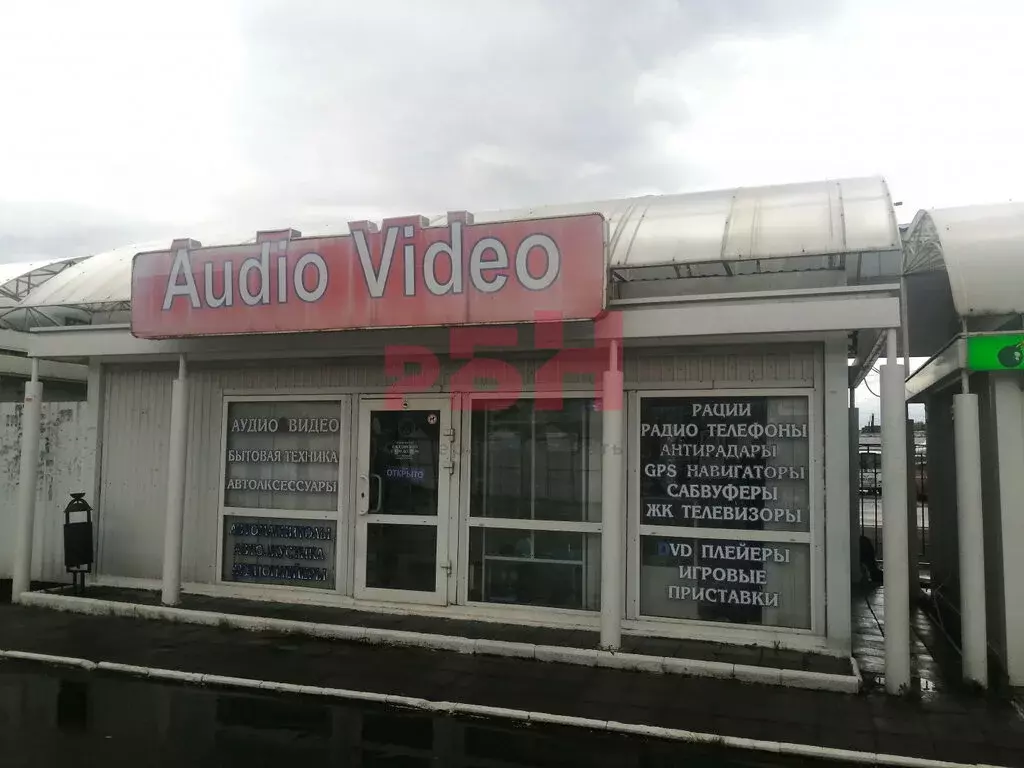 Audio Video
РБН
АУДИО ВИДЕО
БЫТОВАЯ ТЕХНИКА
АВТОАКСЕССУАРЫ
ОТКРЫТО
РАЦИИ
РАДИО ТЕЛЕФОНЫ
АНТИРАДАРЫ
GPS НАВИГАТОРЫ
САБВУФЕРЫ
ЖК ТЕЛЕВИЗОРЫ
DVD ПЛЕЙЕРЫ
ИГРОВЫЕ
ПРИСТАВКИ